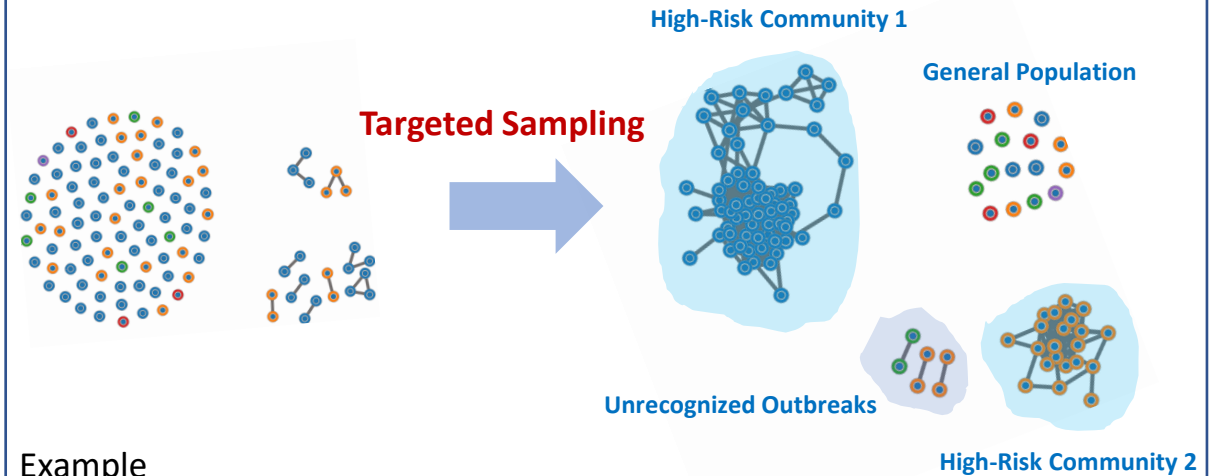 High-Risk Community 1
General Population
Targeted Sampling
Unrecognized Outbreaks
High-Risk Community 2
Example